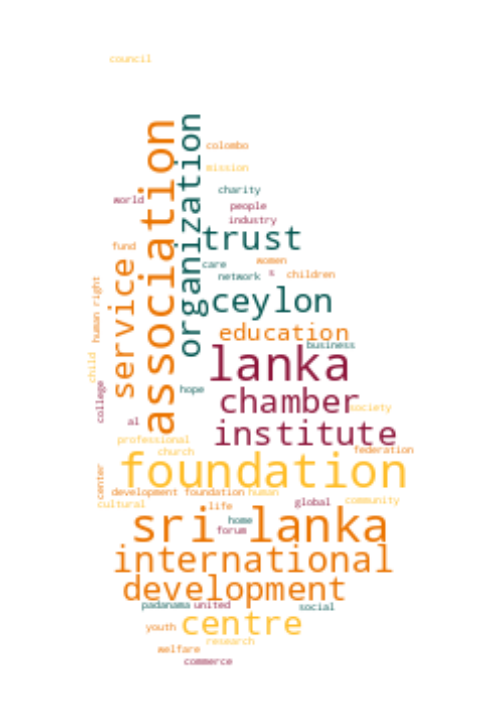 council
association
organization
colombo
mission
charity
world
people
industry
trust
fund
care
women
network
s
children
service
human right
ceylon
education
business
lanka
child
college
hope
chamber
society
al
institute
professional
church
federation
foundation
center
development foundation
human
cultural
life
global
community
sri lanka
home
forum
international
development
padanama
united
social
centre
youth
research
welfare
commerce